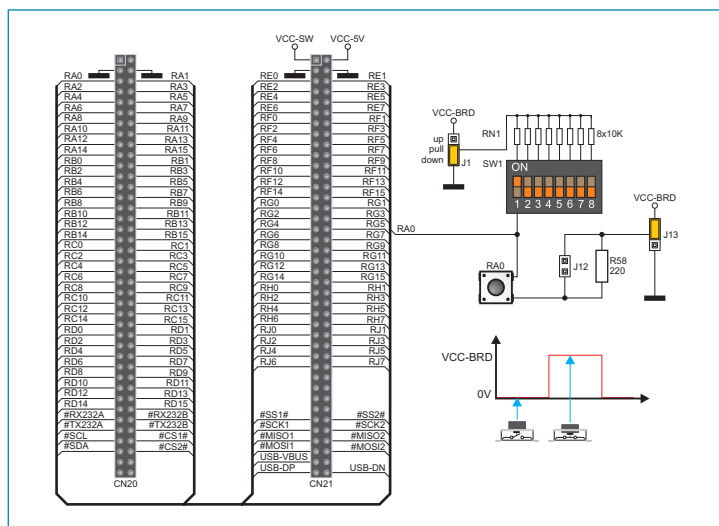 VCC-SW VCC-5V
RA0 RA1
RA2 RA3
RA4 RA5
RA6 RA7
RA8 RA9
RA10 RA11
RA12 RA13
RA14 RA15
RB0 RB1
RB2 RB3
RB4 RB5
RB6 RB7
RB8 RB9
RB10 RB11
RB12 RB13
RB14 RB15
RC0 RC1
RC2 RC3
RC4 RC5
RC6 RC7
RC8 RC9
RC10 RC11
RC12 RC13
RC14 RC15
RD0 RD1
RD2 RD3
RD4 RD5
RD6 RD7
RD8 RD9
RD10 RD11
RD12 RD13
RD14 RD15
#RX232A #RX232B
#TX232A #TX232B
#SCL #CS1#
#SDA #CS2#
CN20
RE0 RE1
RE2 RE3
RE4 RE5
RE6 RE7
RF0 RF1
RF2 RF3
RF4 RF5
RF6 RF7
RF8 RF9
RF10 RF11
RF12 RF13
RF14 RF15
RG0 RG1
RG2 RG3
RG4 RG5
RG6 RG7
RG8 RG9
RG10 RG11
RG12 RG13
RG14 RG15
RH0 RH1
RH2 RH3
RH4 RH5
RH6 RH7
RJ0 RJ1
RJ2 RJ3
RJ4 RJ5
RJ6 RJ7
#SS1# #SS2#
#SCK1 #SCK2
#MISO1 #MISO2
#MOSI1 #MOSI2
USB-VBUS
USB-DP USB-DN
CN21
VCC-BRD
up
pull
down
J1
RN1 8x10K
SW1
ON
1 2 3 4 5 6 7 8
RA0
VCC-BRD
J13
RA0
J12
R58
220
VCC-BRD
0V